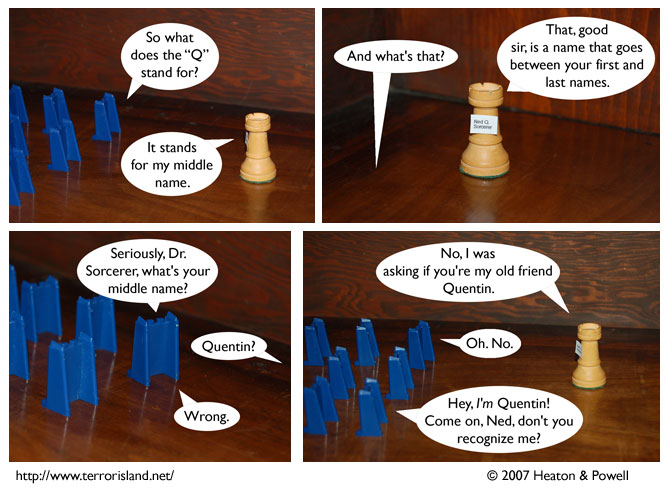 So what
does the “Q”
stand for?
It stands
for my middle
name.
And what's that?
That, good
sir, is a name that goes
between your first and
last names.
Ned Q.
Sorcerer
Seriously, Dr.
Sorcerer, what's your
middle name?
Quentin?
Wrong.
No, I was
asking if you're my old friend
Quentin.
Oh. No.
Hey, I'm Quentin!
Come on, Ned, don't you
recognize me?
http://www.terrorisland.net/
© 2007 Heaton & Powell